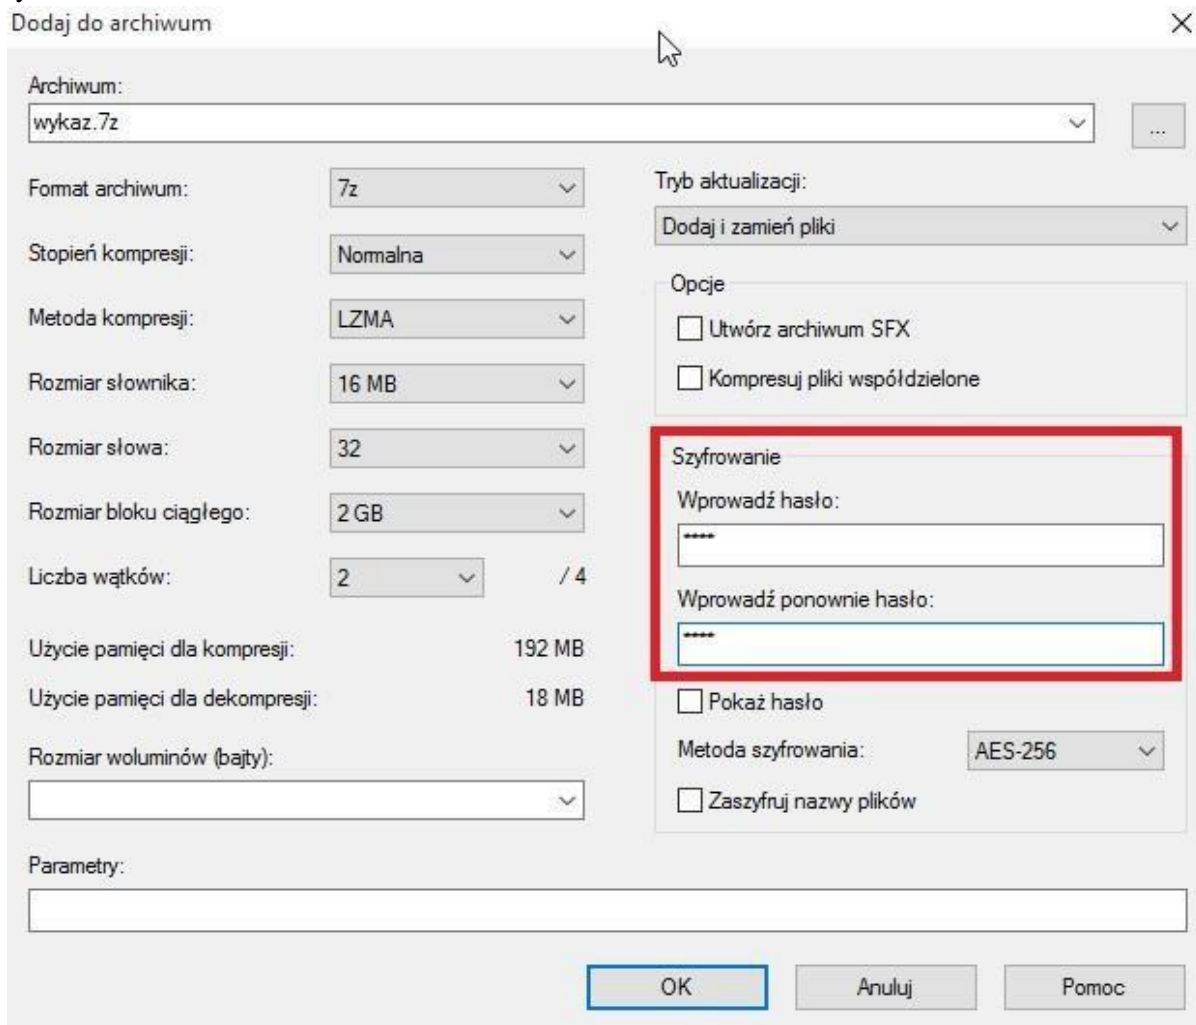 Dodaj do archiwum
Archiwum:
wykaz.7z
...
Format archiwum:
7z
Stopień kompresji:
Normalna
Metoda kompresji:
LZMA
Rozmiar słownika:
16 MB
Rozmiar słowa:
32
Rozmiar bloku ciągłego:
2 GB
Liczba wątków:
2
/ 4
Użycie pamięci dla kompresji:
192 MB
Użycie pamięci dla dekompresji:
18 MB
Rozmiar woluminów (bajty):
Tryb aktualizacji:
Dodaj i zamień pliki
Opcje
Utwórz archiwum SFX
Kompresuj pliki współdzielone
Szyfrowanie
Wprowadź hasło:
****
Wprowadź ponownie hasło:
****
Pokaż hasło
Metoda szyfrowania:
AES-256
Zaszyfruj nazwy plików
Parametry:
OK
Anuluj
Pomoc